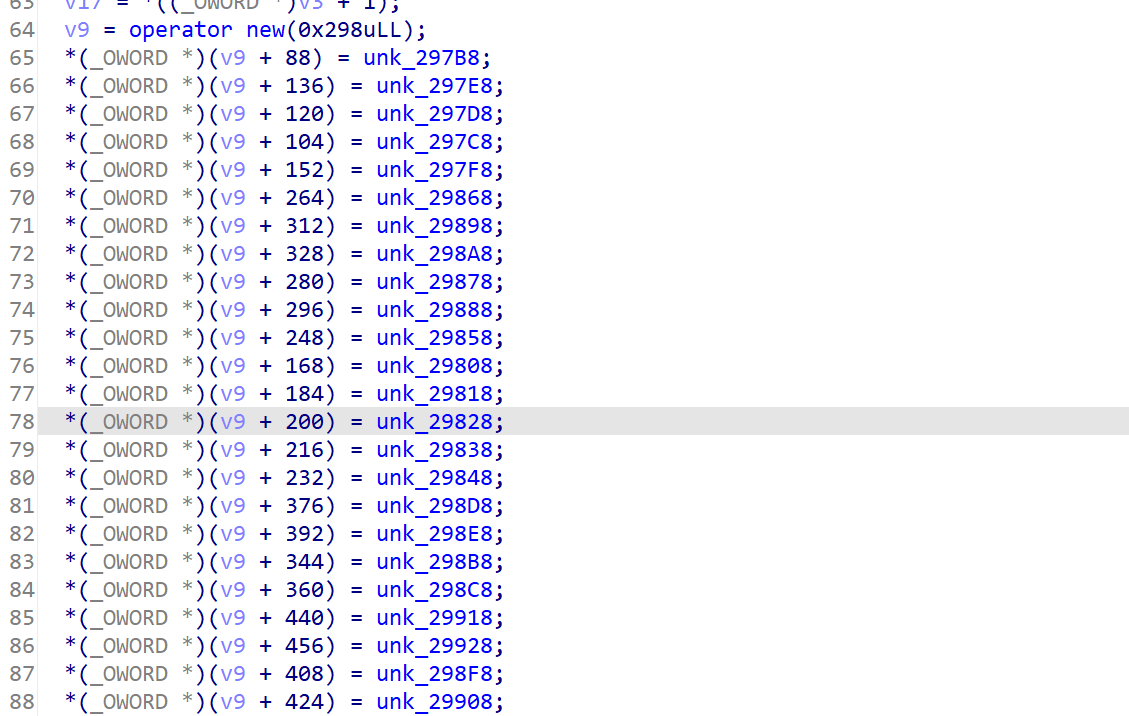 63 v17 = *((_OWORD *)v3 + 1);
64 v9 = operator new(0x298uLL);
65 *(_OWORD *)(v9 + 88) = unk_297B8;
66 *(_OWORD *)(v9 + 136) = unk_297E8;
67 *(_OWORD *)(v9 + 120) = unk_297D8;
68 *(_OWORD *)(v9 + 104) = unk_297C8;
69 *(_OWORD *)(v9 + 152) = unk_297F8;
70 *(_OWORD *)(v9 + 264) = unk_29868;
71 *(_OWORD *)(v9 + 312) = unk_29898;
72 *(_OWORD *)(v9 + 328) = unk_298A8;
73 *(_OWORD *)(v9 + 280) = unk_29878;
74 *(_OWORD *)(v9 + 296) = unk_29888;
75 *(_OWORD *)(v9 + 248) = unk_29858;
76 *(_OWORD *)(v9 + 168) = unk_29808;
77 *(_OWORD *)(v9 + 184) = unk_29818;
78 *(_OWORD *)(v9 + 200) = unk_29828;
79 *(_OWORD *)(v9 + 216) = unk_29838;
80 *(_OWORD *)(v9 + 232) = unk_29848;
81 *(_OWORD *)(v9 + 376) = unk_298D8;
82 *(_OWORD *)(v9 + 392) = unk_298E8;
83 *(_OWORD *)(v9 + 344) = unk_298B8;
84 *(_OWORD *)(v9 + 360) = unk_298C8;
85 *(_OWORD *)(v9 + 440) = unk_29918;
86 *(_OWORD *)(v9 + 456) = unk_29928;
87 *(_OWORD *)(v9 + 408) = unk_298F8;
88 *(_OWORD *)(v9 + 424) = unk_29908;